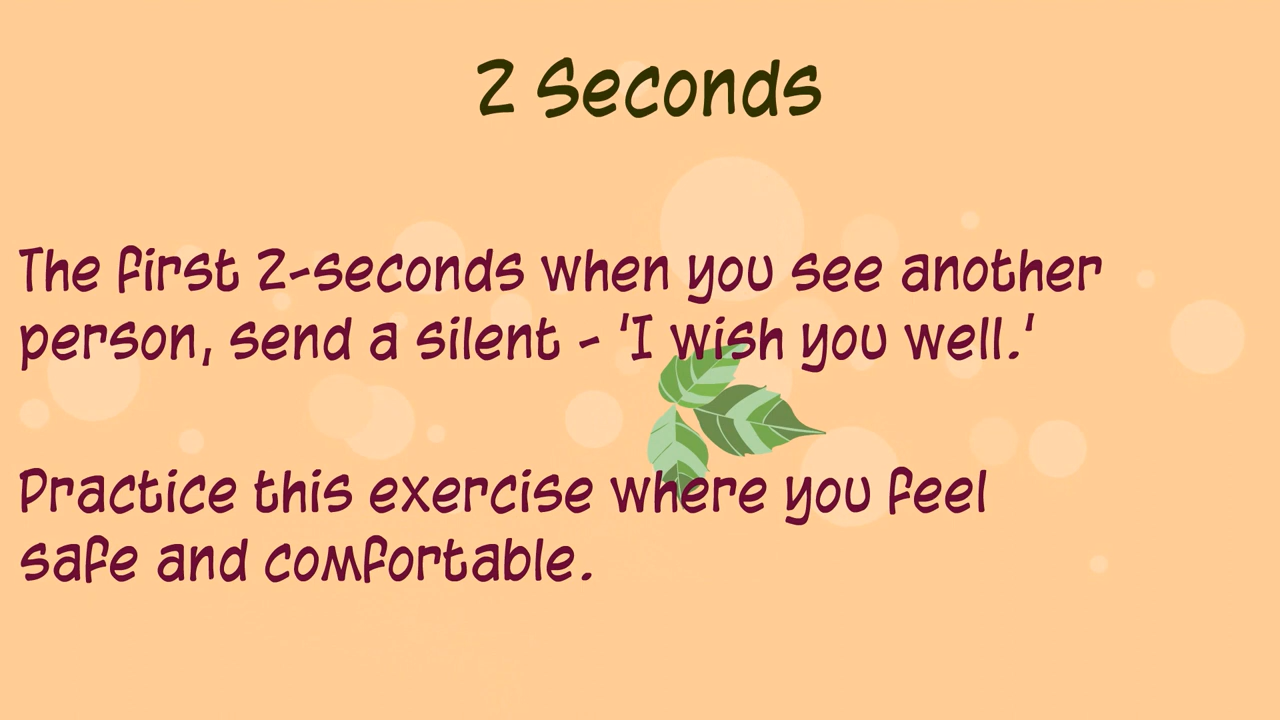 2 Seconds
The first 2-seconds when you see another
person, send a silent - 'I wish you well.'
Practice this exercise where you feel
safe and comfortable.